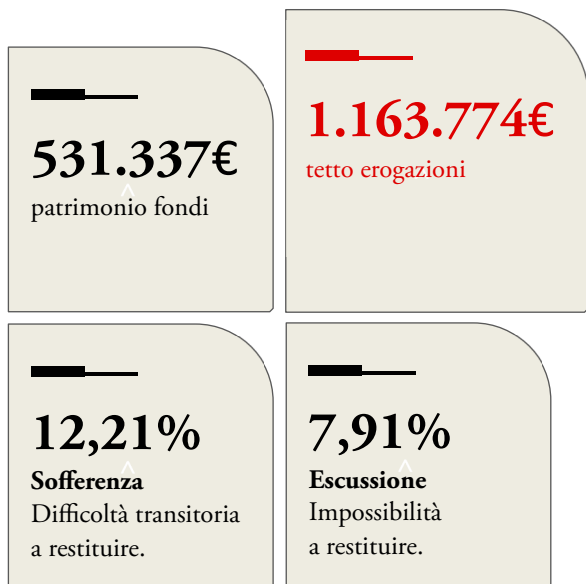 531.337€
patrimonio fondi
1.163.774€
tetto erogazioni
12,21%
Sofferenza
Difficoltà transitoria
a restituire.
7,91%
Escussione
Impossibilità
a restituire.